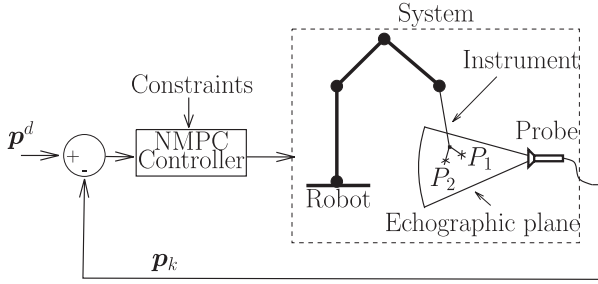 System
Instrument
Constraints
p^d
+
-
NMPC
Controller
Probe
P_1
P_2
Robot
Echographic plane
p_k